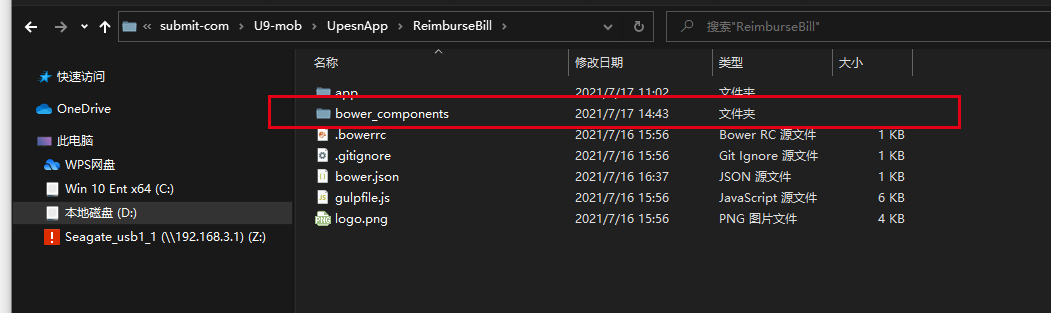 « submit-com › U9-mob › UpesnApp › ReimburseBill ›
搜索"ReimburseBill"
名称 修改日期 类型 大小
快速访问
OneDrive
此电脑
WPS网盘
Win 10 Ent x64 (C:)
本地磁盘 (D:)
Seagate_usb1_1 (\\192.168.3.1) (Z:)
app 2021/7/17 11:02 文件夹
bower_components 2021/7/17 14:43 文件夹
.bowerrc 2021/7/16 15:56 Bower RC 源文件 1 KB
.gitignore 2021/7/16 15:56 Git Ignore 源文件 1 KB
bower.json 2021/7/16 16:37 JSON 源文件 1 KB
gulpfile.js 2021/7/16 15:56 JavaScript 源文件 6 KB
logo.png 2021/7/16 15:56 PNG 图片文件 4 KB